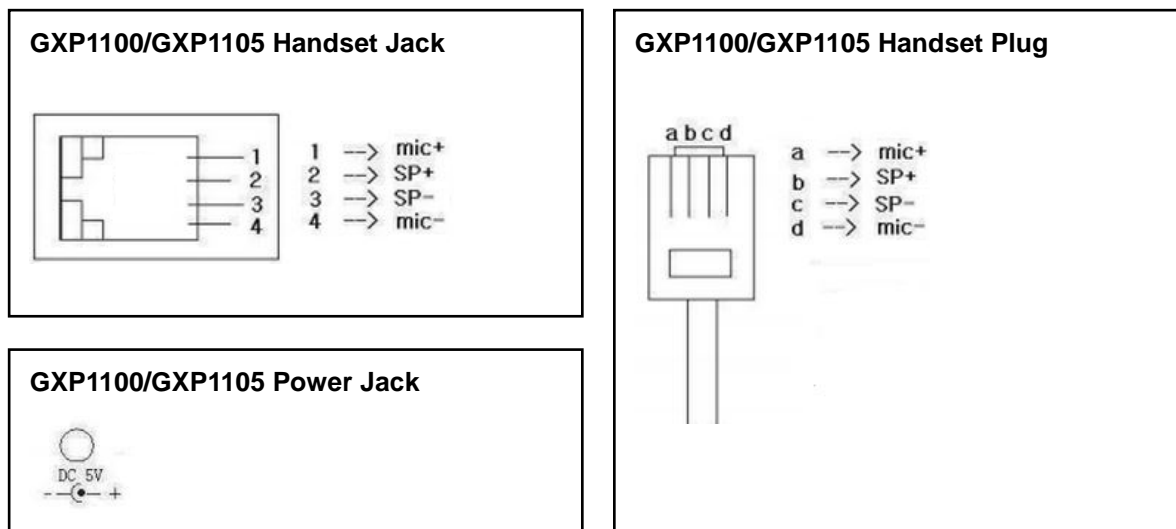 GXP1100/GXP1105 Handset Jack
1
2
3
4
1 --> mic+
2 --> SP+
3 --> SP-
4 --> mic-
GXP1100/GXP1105 Power Jack
DC 5V
- +
GXP1100/GXP1105 Handset Plug
a b c d
a --> mic+
b --> SP+
c --> SP-
d --> mic-